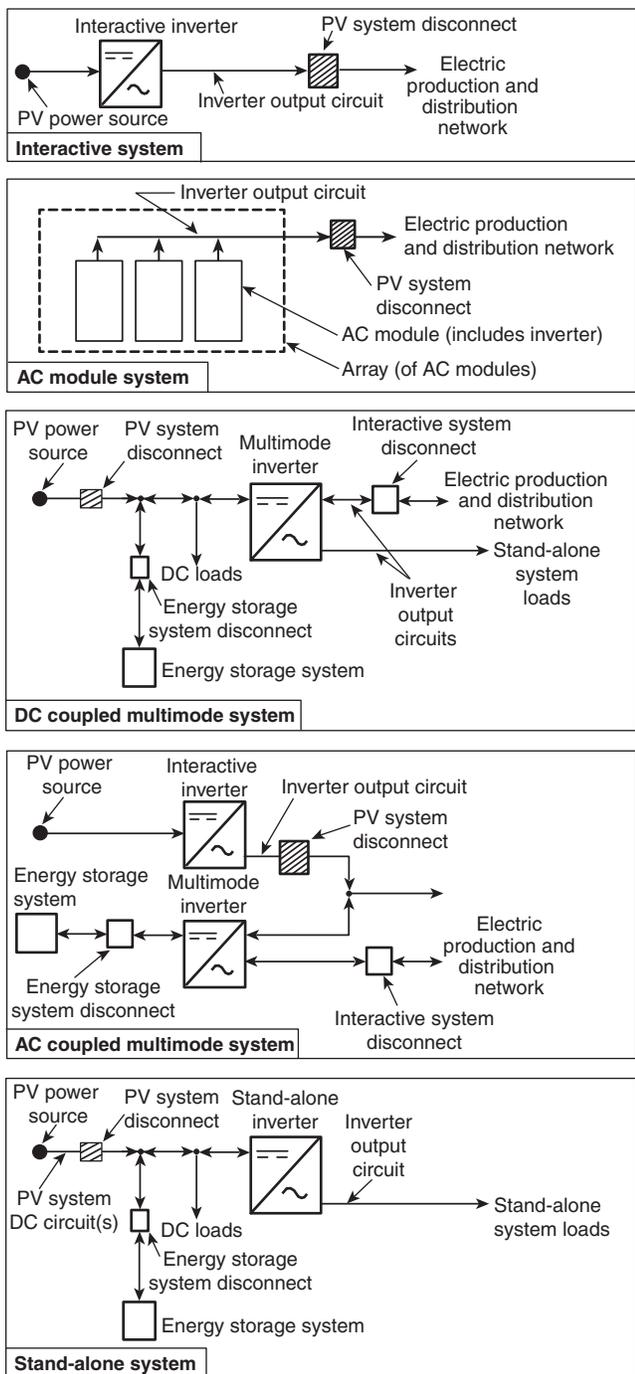 Interactive inverter
PV system disconnect
Inverter output circuit
PV power source
Electric
production and
distribution
network
Interactive system
Inverter output circuit
Electric production
and distribution network
PV system
disconnect
AC module (includes inverter)
Array (of AC modules)
AC module system
PV power
source
PV system
disconnect
Multimode
inverter
Interactive system
disconnect
Electric production
and distribution
network
Stand-alone
system
loads
DC loads
Energy storage
system disconnect
Inverter
output
circuits
Energy storage system
DC coupled multimode system
PV power
source
Interactive
inverter
Inverter output circuit
PV system
disconnect
Energy storage
system
Multimode
inverter
Electric
production and
distribution
network
Energy storage
system disconnect
Interactive system
disconnect
AC coupled multimode system
PV power
source
PV system
disconnect
Stand-alone
inverter
Inverter
output
circuit
PV system
DC circuit(s)
DC loads
Stand-alone
system loads
Energy storage
system disconnect
Energy storage system
Stand-alone system